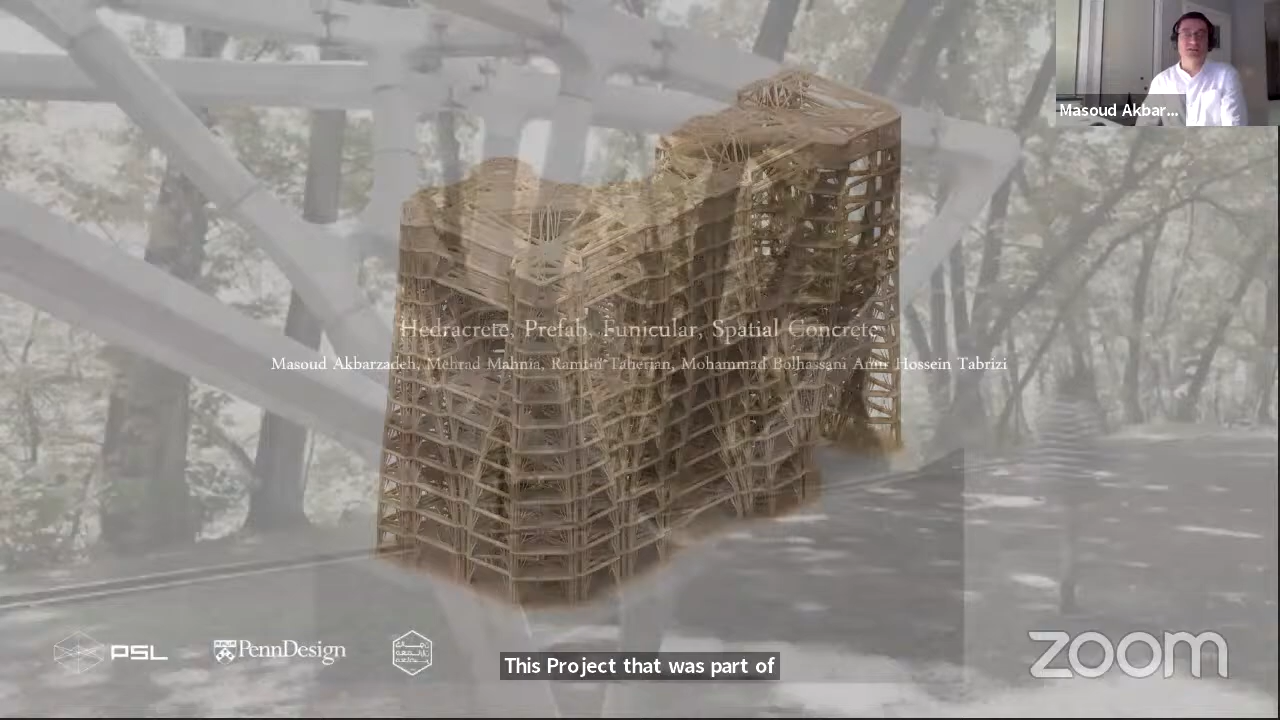 Masoud Akbar...
Hedracrete, Prefab, Funicular, Spatial Concrete
Masoud Akbarzadeh, Mehrad Mahnia, Ramtin Taherian, Mohammad Bolhassani Amir Hossein Tabrizi
PSL
PennDesign
zoom
This Project that was part of